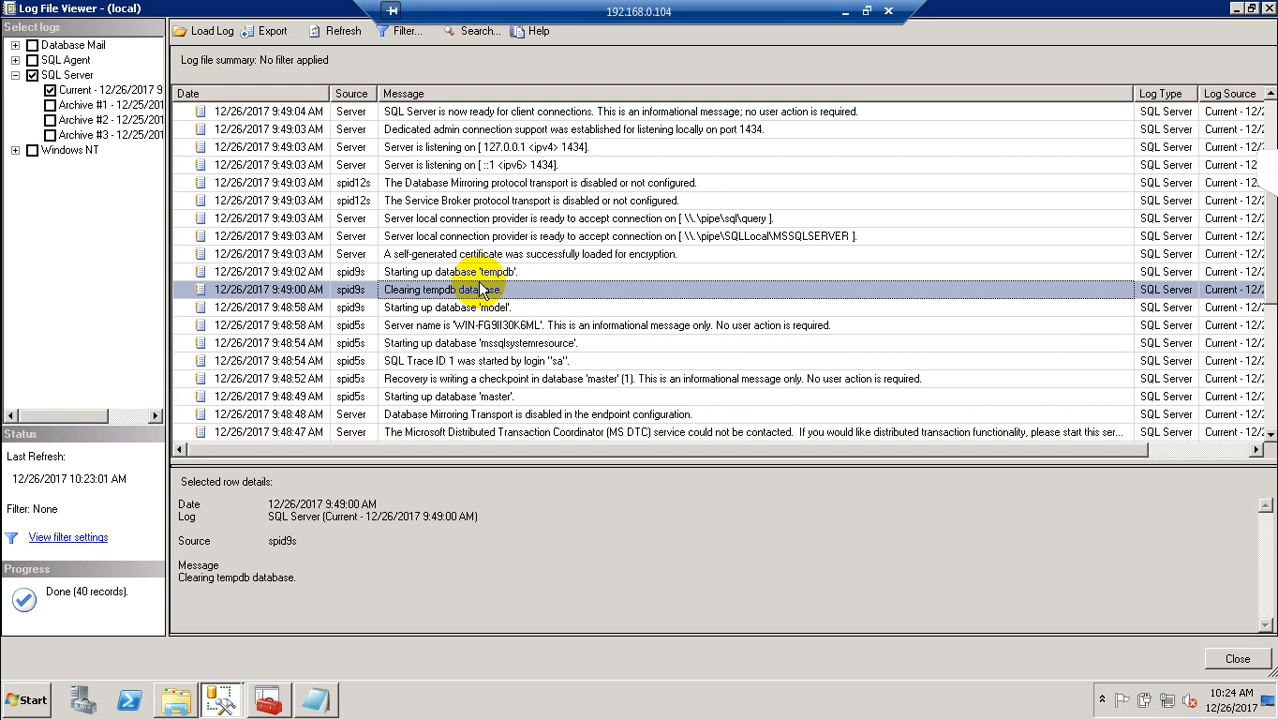 Log File Viewer - (local)
192.168.0.104
Select logs
Load Log Export Refresh Filter... Search... Help
Database Mail
SQL Agent
SQL Server
Current - 12/26/2017 9
Archive #1 - 12/25/201
Archive #2 - 12/25/201
Archive #3 - 12/25/201
Windows NT
Log file summary: No filter applied
Date Source Message Log Type Log Source
12/26/2017 9:49:04 AM Server SQL Server is now ready for client connections. This is an informational message; no user action is required. SQL Server Current - 12/2
12/26/2017 9:49:03 AM Server Dedicated admin connection support was established for listening locally on port 1434. SQL Server Current - 12/2
12/26/2017 9:49:03 AM Server Server is listening on [ 127.0.0.1 <ipv4> 1434]. SQL Server Current - 12/2
12/26/2017 9:49:03 AM Server Server is listening on [ ::1 <ipv6> 1434]. SQL Server Current - 12/2
12/26/2017 9:49:03 AM spid12s The Database Mirroring protocol transport is disabled or not configured. SQL Server Current - 12/2
12/26/2017 9:49:03 AM spid12s The Service Broker protocol transport is disabled or not configured. SQL Server Current - 12/2
12/26/2017 9:49:03 AM Server Server local connection provider is ready to accept connection on [ \\.\pipe\sql\query ]. SQL Server Current - 12/2
12/26/2017 9:49:03 AM Server Server local connection provider is ready to accept connection on [ \\.\pipe\SQLLocal\MSSQLSERVER ]. SQL Server Current - 12/2
12/26/2017 9:49:03 AM Server A self-generated certificate was successfully loaded for encryption. SQL Server Current - 12/2
12/26/2017 9:49:02 AM spid9s Starting up database 'tempdb'. SQL Server Current - 12/2
12/26/2017 9:49:00 AM spid9s Clearing tempdb database. SQL Server Current - 12/2
12/26/2017 9:48:58 AM spid9s Starting up database 'model'. SQL Server Current - 12/2
12/26/2017 9:48:58 AM spid5s Server name is 'WIN-FG9II30K6ML'. This is an informational message only. No user action is required. SQL Server Current - 12/2
12/26/2017 9:48:54 AM spid5s Starting up database 'mssqlsystemresource'. SQL Server Current - 12/2
12/26/2017 9:48:54 AM spid5s SQL Trace ID 1 was started by login "sa". SQL Server Current - 12/2
12/26/2017 9:48:52 AM spid5s Recovery is writing a checkpoint in database 'master' (1). This is an informational message only. No user action is required. SQL Server Current - 12/2
12/26/2017 9:48:49 AM spid5s Starting up database 'master'. SQL Server Current - 12/2
12/26/2017 9:48:48 AM Server Database Mirroring Transport is disabled in the endpoint configuration. SQL Server Current - 12/2
12/26/2017 9:48:47 AM Server The Microsoft Distributed Transaction Coordinator (MS DTC) service could not be contacted. If you would like distributed transaction functionality, please start this ser... SQL Server Current - 12/2
Status
Last Refresh:
12/26/2017 10:23:01 AM
Filter: None
View filter settings
Progress
Done (40 records).
Selected row details:
Date 12/26/2017 9:49:00 AM
Log SQL Server (Current - 12/26/2017 9:49:00 AM)
Source spid9s
Message
Clearing tempdb database.
Close
Start
10:24 AM
12/26/2017